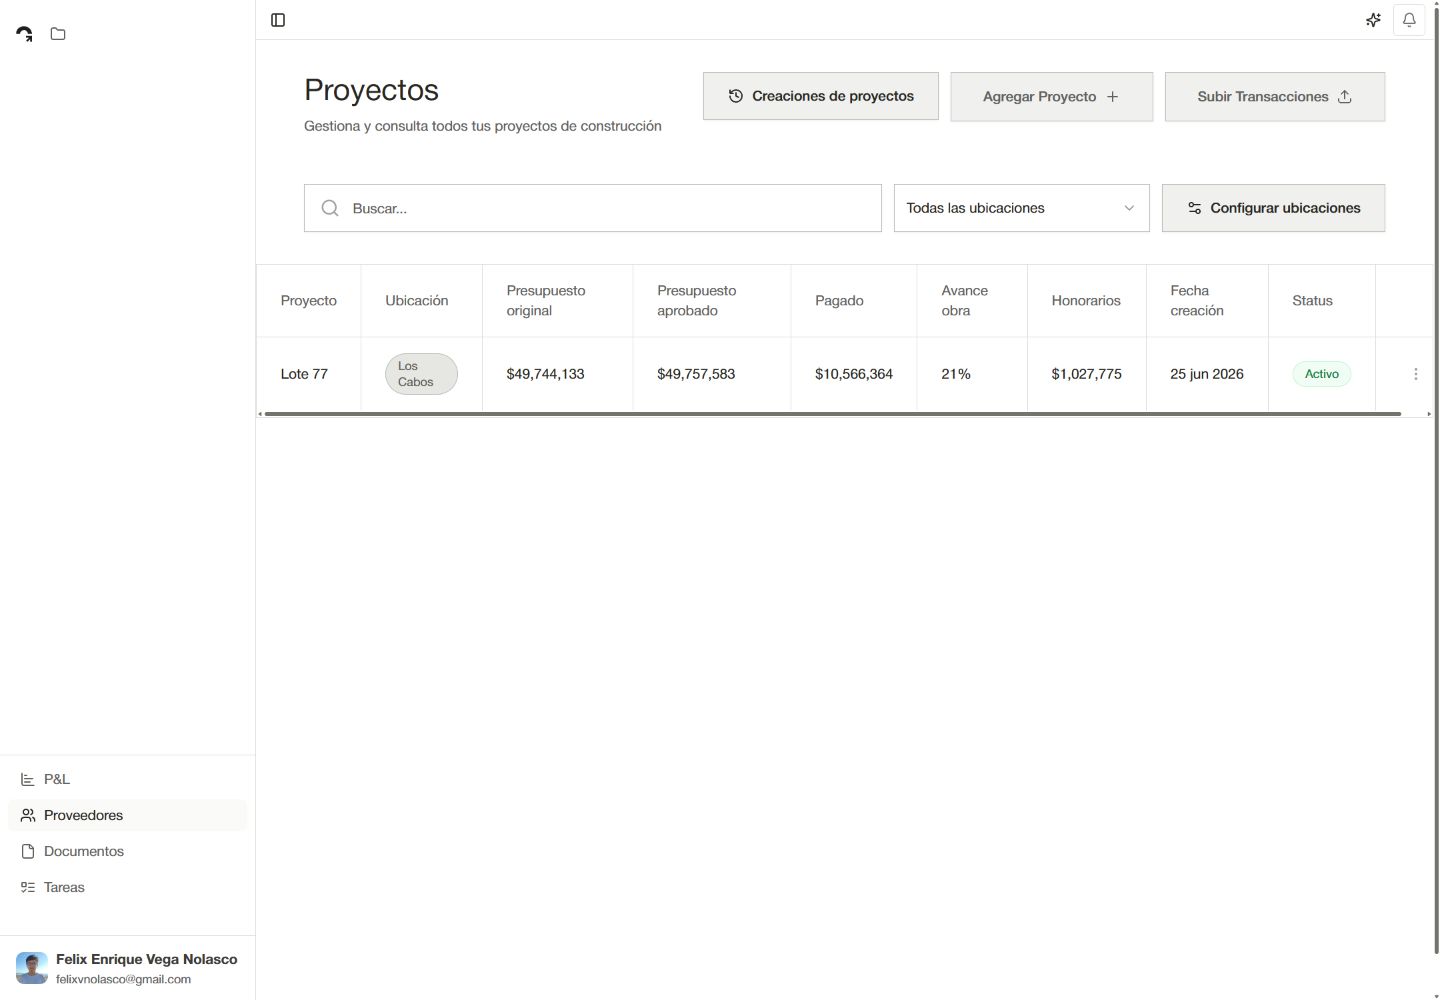 Proyectos
Gestiona y consulta todos tus proyectos de construcción
Creaciones de proyectos
Agregar Proyecto
Subir Transacciones
Buscar...
Todas las ubicaciones
Configurar ubicaciones
Proyecto
Ubicación
Presupuesto
original
Presupuesto
aprobado
Pagado
Avance
obra
Honorarios
Fecha
creación
Status
Lote 77
Los
Cabos
$49,744,133
$49,757,583
$10,566,364
21%
$1,027,775
25 jun 2026
Activo
P&L
Proveedores
Documentos
Tareas
Felix Enrique Vega Nolasco
felixvnolasco@gmail.com